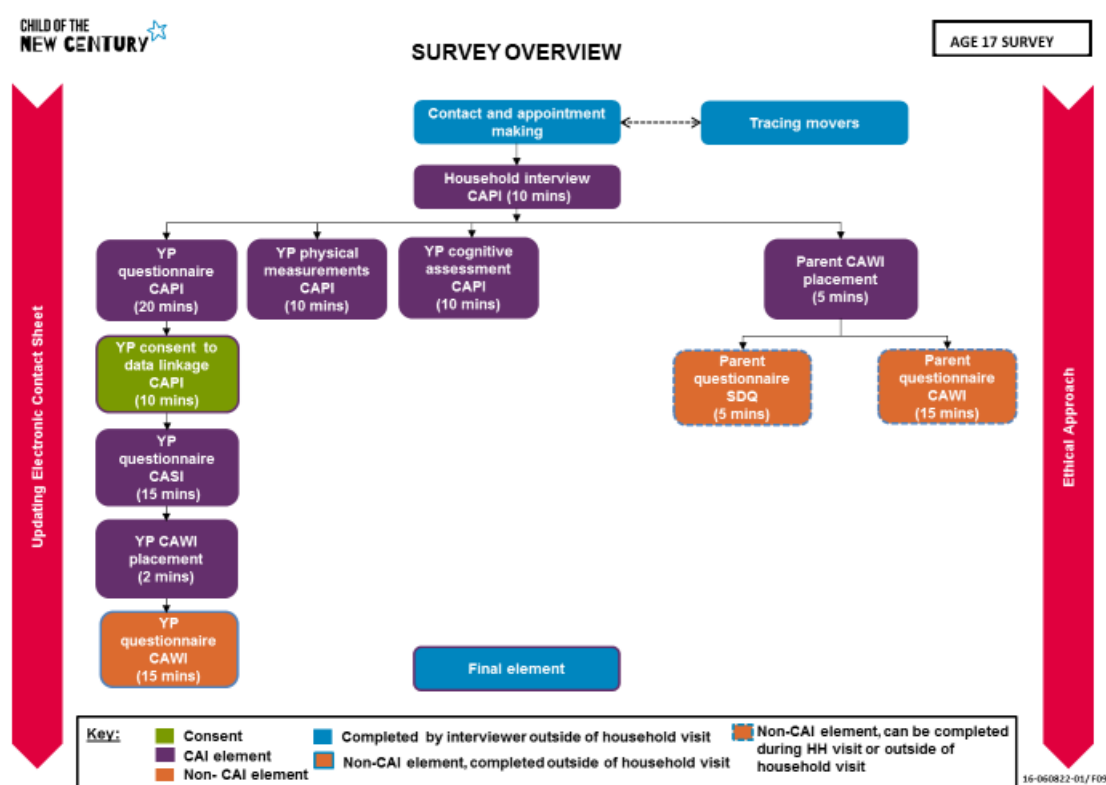 CHILD OF THE
NEW CENTURY
SURVEY OVERVIEW
AGE 17 SURVEY
Updating Electronic Contact Sheet
Ethical Approach
Contact and appointment
making
Tracing movers
Household interview
CAPI (10 mins)
YP
questionnaire
CAPI
(20 mins)
YP physical
measurements
CAPI
(10 mins)
YP cognitive
assessment
CAPI
(10 mins)
Parent CAWI
placement
(5 mins)
YP consent to
data linkage
CAPI
(10 mins)
Parent
questionnaire
SDQ
(5 mins)
Parent
questionnaire
CAWI
(15 mins)
YP
questionnaire
CASI
(15 mins)
YP CAWI
placement
(2 mins)
YP
questionnaire
CAWI
(15 mins)
Final element
Key:
Consent
CAI element
Non- CAI element
Completed by interviewer outside of household visit
Non-CAI element, completed outside of household visit
Non-CAI element, can be completed
during HH visit or outside of
household visit
16-060822-01/ F09